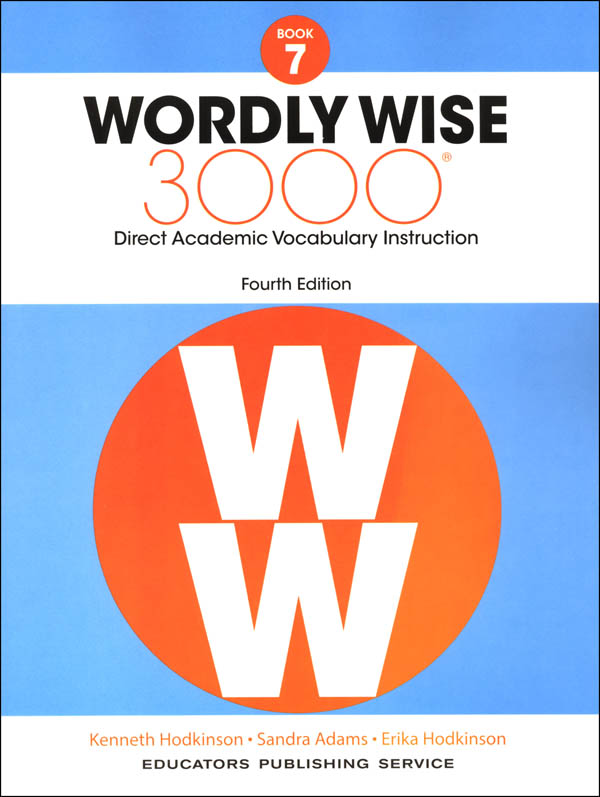 BOOK
7
WORDLY WISE
3000®
Direct Academic Vocabulary Instruction
Fourth Edition
W
W
Kenneth Hodkinson • Sandra Adams • Erika Hodkinson
EDUCATORS PUBLISHING SERVICE